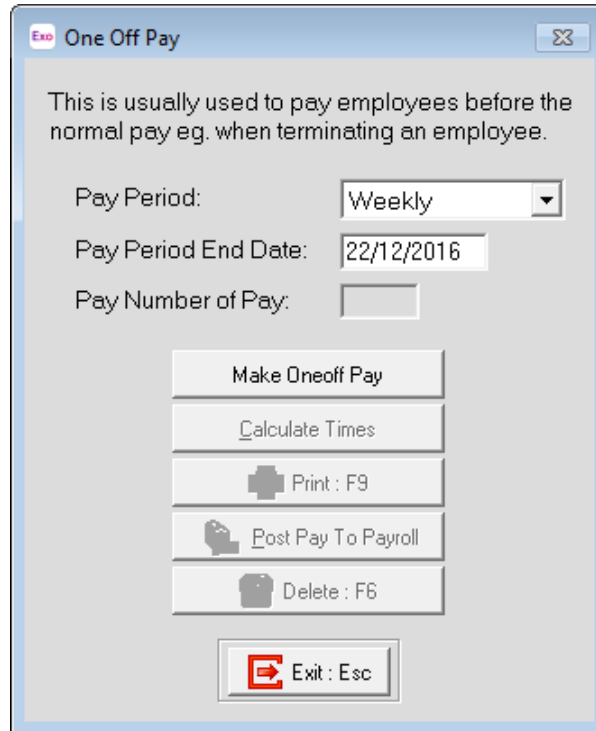 Exo One Off Pay
This is usually used to pay employees before the
normal pay eg. when terminating an employee.
Pay Period: Weekly
Pay Period End Date: 22/12/2016
Pay Number of Pay:
Make Oneoff Pay
Calculate Times
Print : F9
Post Pay To Payroll
Delete : F6
Exit : Esc